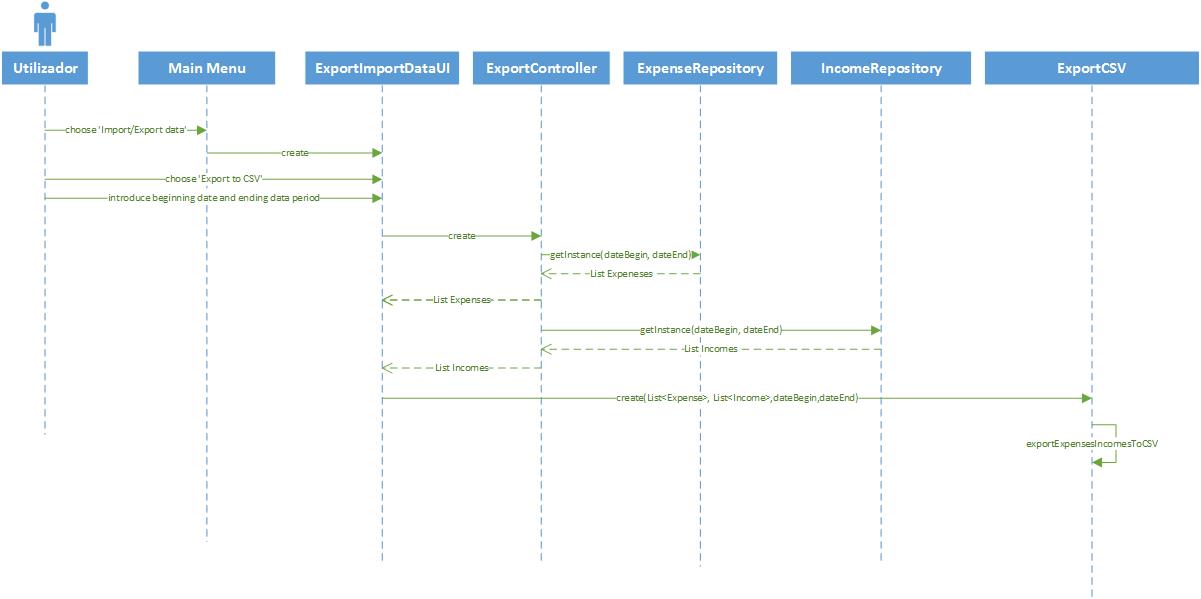 Utilizador
Main Menu
ExportImportDataUI
ExportController
ExpenseRepository
IncomeRepository
ExportCSV
choose 'Import/Export data'
create
choose 'Export to CSV'
introduce beginning date and ending data period
create
getInstance(dateBegin, dateEnd)
List Expeneses
List Expenses
getInstance(dateBegin, dateEnd)
List Incomes
List Incomes
create(List<Expense>, List<Income>,dateBegin,dateEnd)
exportExpensesIncomesToCSV